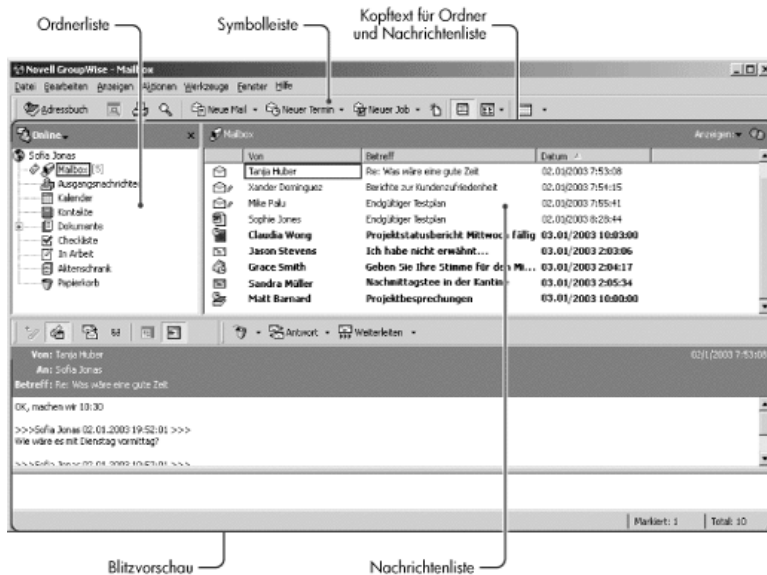 Ordnerliste
Symbolleiste
Kopftext für Ordner
und Nachrichtenliste
Novell GroupWise - Mailbox
Datei Bearbeiten Anzeigen Aktionen Werkzeuge Fenster Hilfe
Adressbuch Neue Mail Neuer Termin Neuer Job
Online
Mailbox
Anzeigen:
Sofia Jonas
Mailbox [5]
Ausgangsnachrichten
Kalender
Kontakte
Dokumente
Checkliste
In Arbeit
Aktenschrank
Papierkorb
Von Betreff Datum
Tanja Huber Re: Was wäre eine gute Zeit 02.01/2003 7:53:08
Xander Dominguez Berichte zur Kundenzufriedenheit 02.01/2003 7:54:15
Mike Palu Endgültiger Testplan 02.01/2003 7:55:41
Sophie Jones Endgültiger Testplan 02.01/2003 8:28:44
Claudia Wong Projektstatusbericht Mittwoch fällig 03.01/2003 10:03:00
Jason Stevens Ich habe nicht erwähnt... 03.01/2003 2:03:06
Grace Smith Geben Sie Ihre Stimme für den Mi... 03.01/2003 2:04:17
Sandra Müller Nachmittagstee in der Kantine 03.01/2003 2:05:34
Matt Barnard Projektbesprechungen 03.01/2003 10:00:00
Antwort Weiterleiten
Von: Tanja Huber
02/1/2003 7:53:08
An: Sofia Jonas
Betreff: Re: Was wäre eine gute Zeit
OK, machen wir 10:30
>>>Sofia Jonas 02.01.2003 19:52:01 >>>
Wie wäre es mit Dienstag vormittag?
>>>Sofia Jonas 02.01.2003 >>>
Markiert: 1 Total: 10
Blitzvorschau
Nachrichtenliste